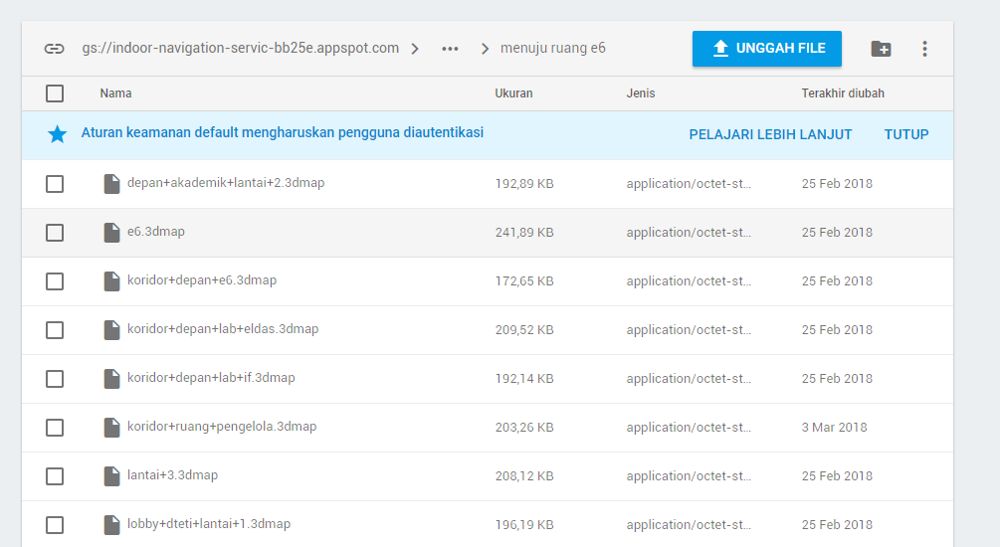 gs://indoor-navigation-servic-bb25e.appspot.com > ... > menuju ruang e6 UNGGAH FILE
Nama Ukuran Jenis Terakhir diubah
Aturan keamanan default mengharuskan pengguna diautentikasi PELAJARI LEBIH LANJUT TUTUP
depan+akademik+lantai+2.3dmap 192,89 KB application/octet-st... 25 Feb 2018
e6.3dmap 241,89 KB application/octet-st... 25 Feb 2018
koridor+depan+e6.3dmap 172,65 KB application/octet-st... 25 Feb 2018
koridor+depan+lab+eldas.3dmap 209,52 KB application/octet-st... 25 Feb 2018
koridor+depan+lab+if.3dmap 192,14 KB application/octet-st... 25 Feb 2018
koridor+ruang+pengelola.3dmap 203,26 KB application/octet-st... 3 Mar 2018
lantai+3.3dmap 208,12 KB application/octet-st... 25 Feb 2018
lobby+dteti+lantai+1.3dmap 196,19 KB application/octet-st... 25 Feb 2018